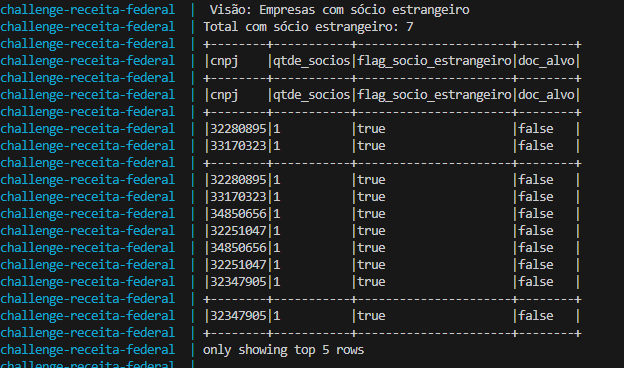 challenge-receita-federal  |  Visão: Empresas com sócio estrangeiro
challenge-receita-federal  | Total com sócio estrangeiro: 7
challenge-receita-federal  | +--------+-----------+---------------------+--------+
challenge-receita-federal  | |cnpj    |qtde_socios|flag_socio_estrangeiro|doc_alvo|
challenge-receita-federal  | +--------+-----------+---------------------+--------+
challenge-receita-federal  | |cnpj    |qtde_socios|flag_socio_estrangeiro|doc_alvo|
challenge-receita-federal  | +--------+-----------+---------------------+--------+
challenge-receita-federal  | |32280895|1          |true                  |false   |
challenge-receita-federal  | |33170323|1          |true                  |false   |
challenge-receita-federal  | +--------+-----------+---------------------+--------+
challenge-receita-federal  | |32280895|1          |true                  |false   |
challenge-receita-federal  | |33170323|1          |true                  |false   |
challenge-receita-federal  | |34850656|1          |true                  |false   |
challenge-receita-federal  | |32251047|1          |true                  |false   |
challenge-receita-federal  | |34850656|1          |true                  |false   |
challenge-receita-federal  | |32251047|1          |true                  |false   |
challenge-receita-federal  | |32347905|1          |true                  |false   |
challenge-receita-federal  | +--------+-----------+---------------------+--------+
challenge-receita-federal  | |32347905|1          |true                  |false   |
challenge-receita-federal  | +--------+-----------+---------------------+--------+
challenge-receita-federal  | only showing top 5 rows
challenge-receita-federal  |